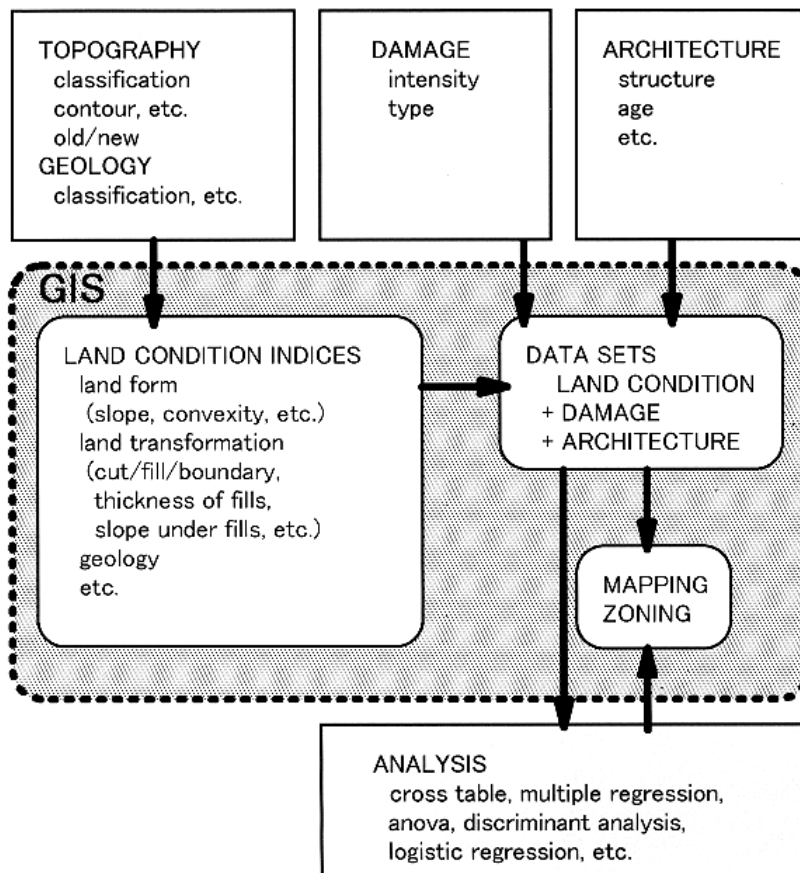 TOPOGRAPHY
classification
contour, etc.
old/new
GEOLOGY
classification, etc.
DAMAGE
intensity
type
ARCHITECTURE
structure
age
etc.
GIS
LAND CONDITION INDICES
land form
(slope, convexity, etc.)
land transformation
(cut/fill/boundary,
thickness of fills,
slope under fills, etc.)
geology
etc.
DATA SETS
LAND CONDITION
+ DAMAGE
+ ARCHITECTURE
MAPPING
ZONING
ANALYSIS
cross table, multiple regression,
anova, discriminant analysis,
logistic regression, etc.